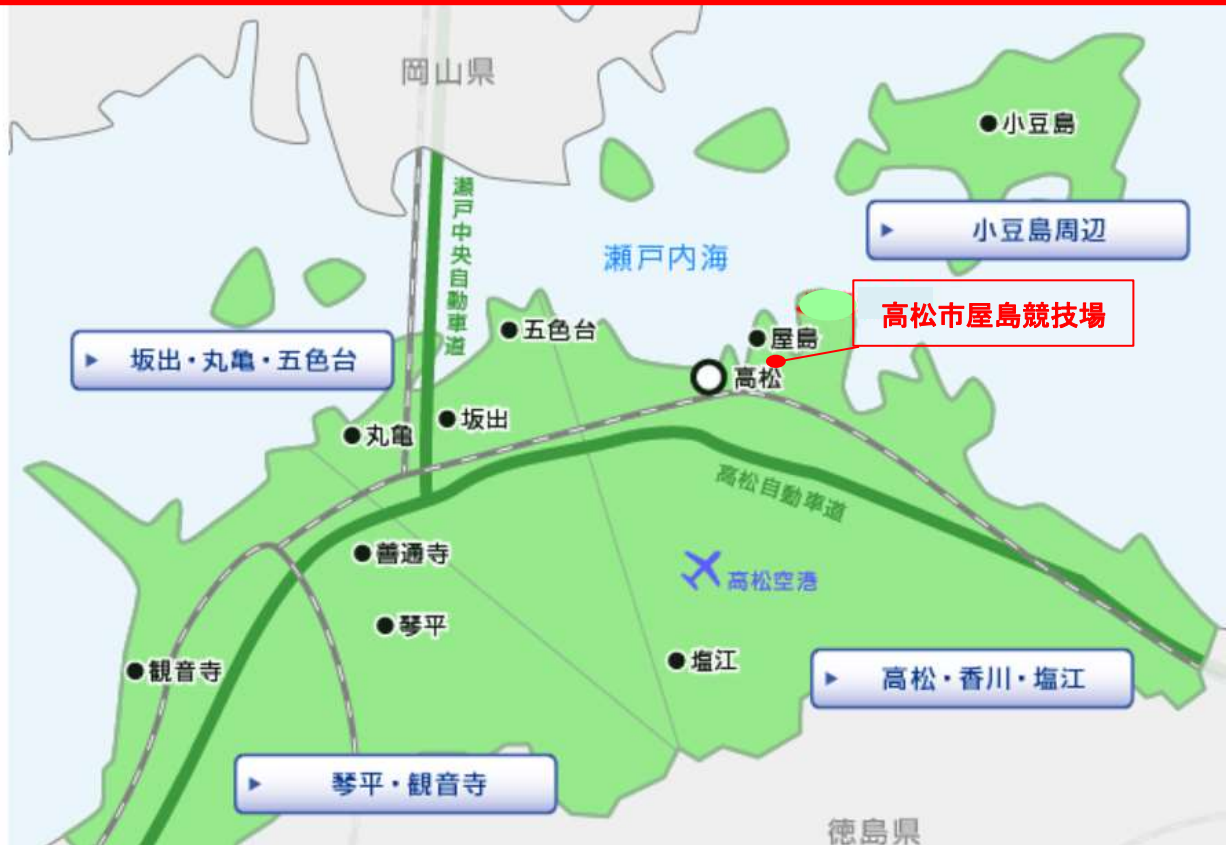 岡山県
小豆島
瀬戸中央自動車道
小豆島周辺
瀬戸内海
高松市屋島競技場
五色台
屋島
坂出・丸亀・五色台
高松
坂出
丸亀
高松自動車道
善通寺
高松空港
琴平
塩江
観音寺
高松・香川・塩江
琴平・観音寺
徳島県